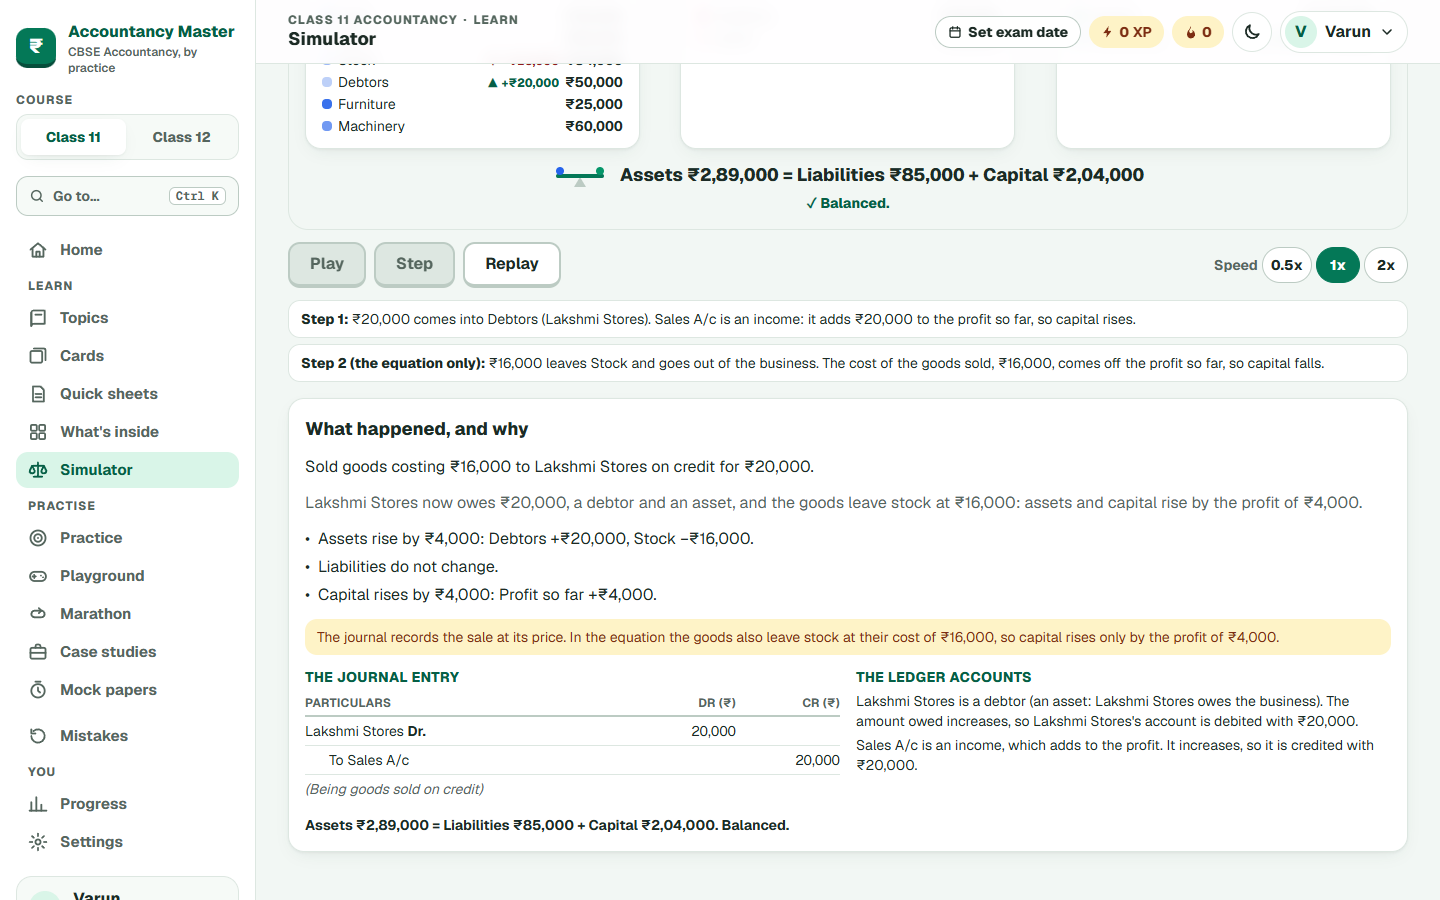 Accountancy Master
CBSE Accountancy, by
practice
COURSE
Class 11
Class 12
Go to...
Ctrl K
Home
LEARN
Topics
Cards
Quick sheets
What's inside
Simulator
PRACTISE
Practice
Playground
Marathon
Case studies
Mock papers
Mistakes
YOU
Progress
Settings
Varun
CLASS 11 ACCOUNTANCY · LEARN
Simulator
Set exam date
0 XP
0
V
Varun
Debtors ▲ +₹20,000 ₹50,000
Furniture ₹25,000
Machinery ₹60,000
Assets ₹2,89,000 = Liabilities ₹85,000 + Capital ₹2,04,000
✓ Balanced.
Play
Step
Replay
Speed
0.5x
1x
2x
Step 1: ₹20,000 comes into Debtors (Lakshmi Stores). Sales A/c is an income: it adds ₹20,000 to the profit so far, so capital rises.
Step 2 (the equation only): ₹16,000 leaves Stock and goes out of the business. The cost of the goods sold, ₹16,000, comes off the profit so far, so capital falls.
What happened, and why
Sold goods costing ₹16,000 to Lakshmi Stores on credit for ₹20,000.
Lakshmi Stores now owes ₹20,000, a debtor and an asset, and the goods leave stock at ₹16,000: assets and capital rise by the profit of ₹4,000.
• Assets rise by ₹4,000: Debtors +₹20,000, Stock −₹16,000.
• Liabilities do not change.
• Capital rises by ₹4,000: Profit so far +₹4,000.
The journal records the sale at its price. In the equation the goods also leave stock at their cost of ₹16,000, so capital rises only by the profit of ₹4,000.
THE JOURNAL ENTRY
PARTICULARS DR (₹) CR (₹)
Lakshmi Stores Dr. 20,000
To Sales A/c 20,000
(Being goods sold on credit)
THE LEDGER ACCOUNTS
Lakshmi Stores is a debtor (an asset: Lakshmi Stores owes the business). The
amount owed increases, so Lakshmi Stores's account is debited with ₹20,000.
Sales A/c is an income, which adds to the profit. It increases, so it is credited with
₹20,000.
Assets ₹2,89,000 = Liabilities ₹85,000 + Capital ₹2,04,000. Balanced.